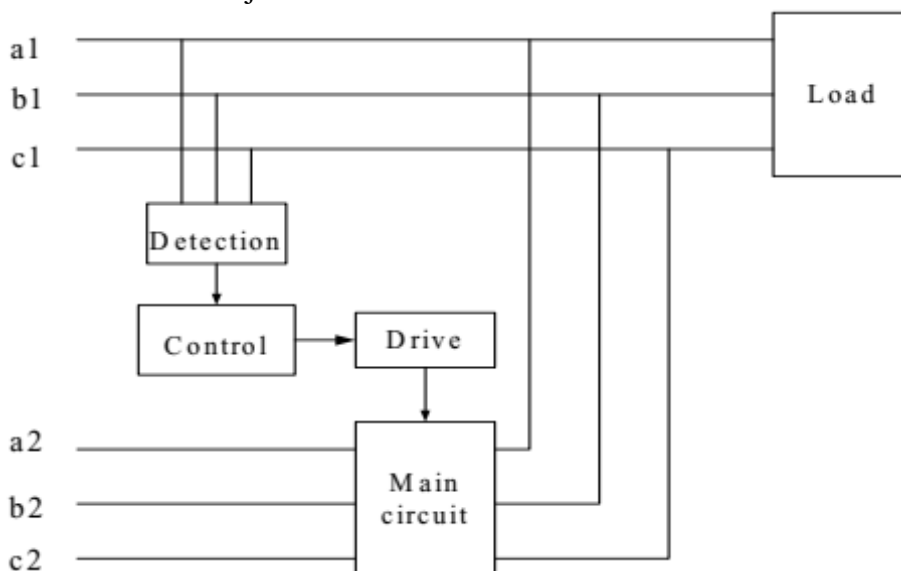 a1
b1
c1
Load
Detection
Control
Drive
a2
b2
c2
Main
circuit